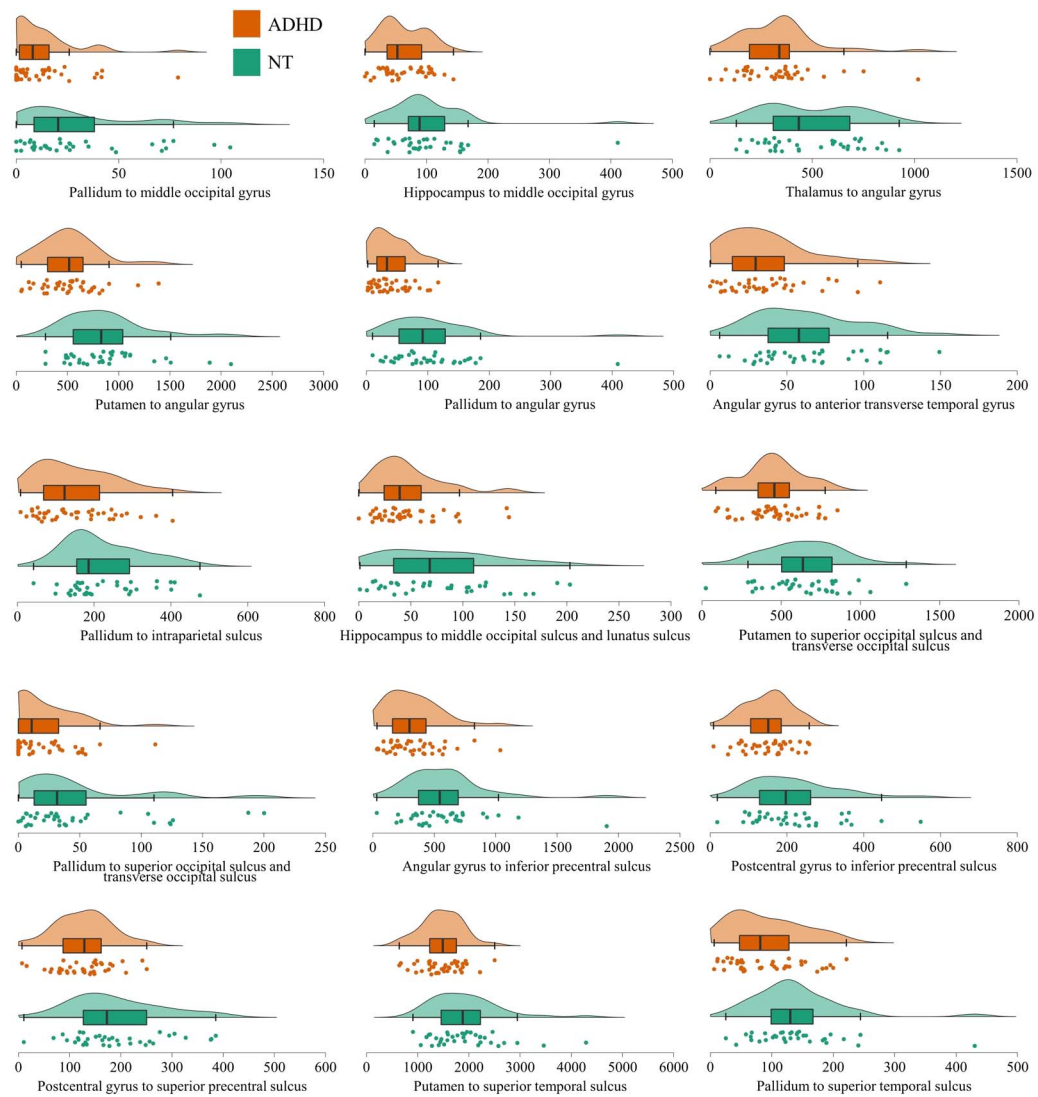 ADHD
NT
0 50 100 150
Pallidum to middle occipital gyrus
0 100 200 300 400 500
Hippocampus to middle occipital gyrus
0 500 1000 1500
Thalamus to angular gyrus
0 500 1000 1500 2000 2500 3000
Putamen to angular gyrus
0 100 200 300 400 500
Pallidum to angular gyrus
0 50 100 150 200
Angular gyrus to anterior transverse temporal gyrus
0 200 400 600 800
Pallidum to intraparietal sulcus
0 50 100 150 200 250 300
Hippocampus to middle occipital sulcus and lunatus sulcus
0 500 1000 1500 2000
Putamen to superior occipital sulcus and
transverse occipital sulcus
0 50 100 150 200 250
Pallidum to superior occipital sulcus and
transverse occipital sulcus
0 500 1000 1500 2000 2500
Angular gyrus to inferior precentral sulcus
0 200 400 600 800
Postcentral gyrus to inferior precentral sulcus
0 100 200 300 400 500 600
Postcentral gyrus to superior precentral sulcus
0 1000 2000 3000 4000 5000 6000
Putamen to superior temporal sulcus
0 100 200 300 400 500
Pallidum to superior temporal sulcus